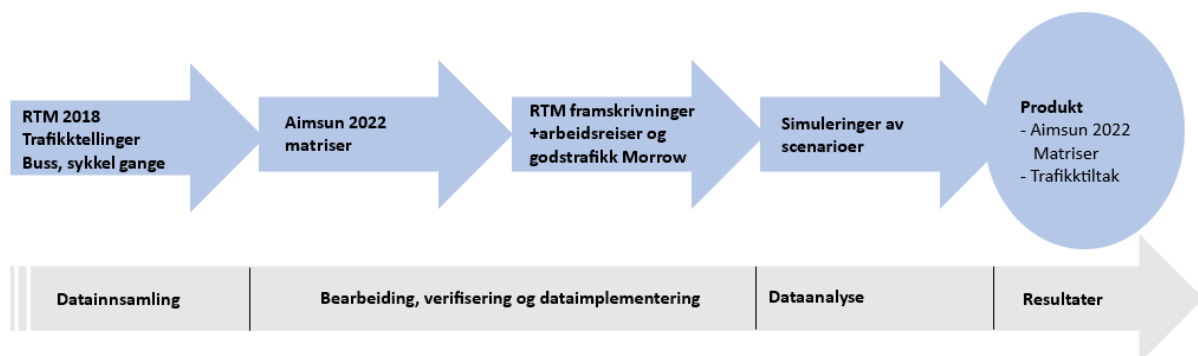 RTM 2018
Trafikktellinger
Buss, sykkel gange
Aimsun 2022
matriser
RTM framskrivninger
+arbeidsreiser og
godstrafikk Morrow
Simuleringer av
scenarioer
Produkt
- Aimsun 2022
Matriser
- Trafikktiltak
Datainnsamling
Bearbeiding, verifisering og dataimplementering
Dataanalyse
Resultater